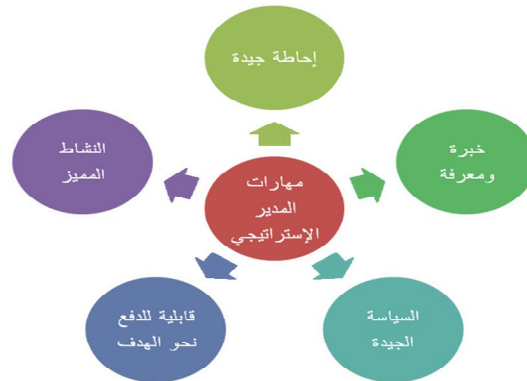 إحاطة جيدة
خبرة
ومعرفة
السياسة
الجيدة
قابلية للدفع
نحو الهدف
النشاط
المميز
مهارات
المدير
الإستراتيجي